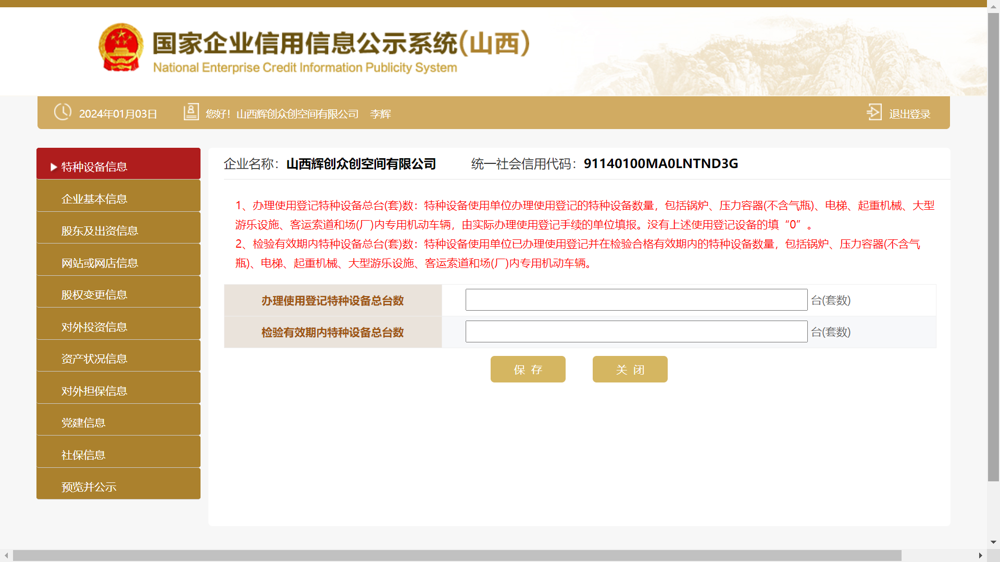 国家企业信用信息公示系统(山西)
National Enterprise Credit Information Publicity System
2024年01月03日 您好！山西辉创众创空间有限公司 李辉 退出登录
特种设备信息
企业基本信息
股东及出资信息
网站或网店信息
股权变更信息
对外投资信息
资产状况信息
对外担保信息
党建信息
社保信息
预览并公示
企业名称：山西辉创众创空间有限公司 统一社会信用代码：91140100MA0LNTND3G
1、办理使用登记特种设备总台(套)数：特种设备使用单位办理使用登记的特种设备数量，包括锅炉、压力容器(不含气瓶)、电梯、起重机械、大型
游乐设施、客运索道和场(厂)内专用机动车辆，由实际办理使用登记手续的单位填报。没有上述使用登记设备的填“0”。
2、检验有效期内特种设备总台(套)数：特种设备使用单位已办理使用登记并在检验合格有效期内的特种设备数量，包括锅炉、压力容器(不含气
瓶)、电梯、起重机械、大型游乐设施、客运索道和场(厂)内专用机动车辆。
办理使用登记特种设备总台数 台(套数)
检验有效期内特种设备总台数 台(套数)
保 存 关 闭